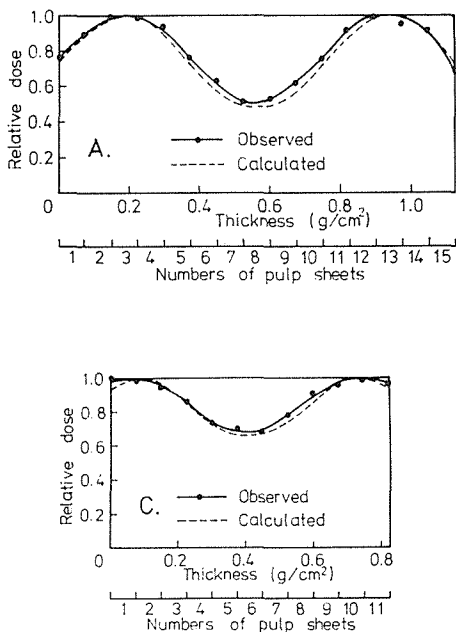 1.0
0.8
0.6
0.4
0.2
Relative dose
A.
Observed
Calculated
0 0.2 0.4 0.6 0.8 1.0
Thickness (g/cm²)
1 2 3 4 5 6 7 8 9 10 11 12 13 14 15
Numbers of pulp sheets
1.0
0.8
0.6
0.4
0.2
Relative dose
C.
Observed
Calculated
0 0.2 0.4 0.6 0.8
Thickness (g/cm²)
1 2 3 4 5 6 7 8 9 10 11
Numbers of pulp sheets